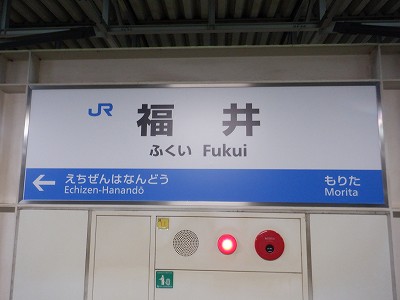 JR 福井
ふくい Fukui
← えちぜんはなんどう もりた
Echizen-Hanandō Morita